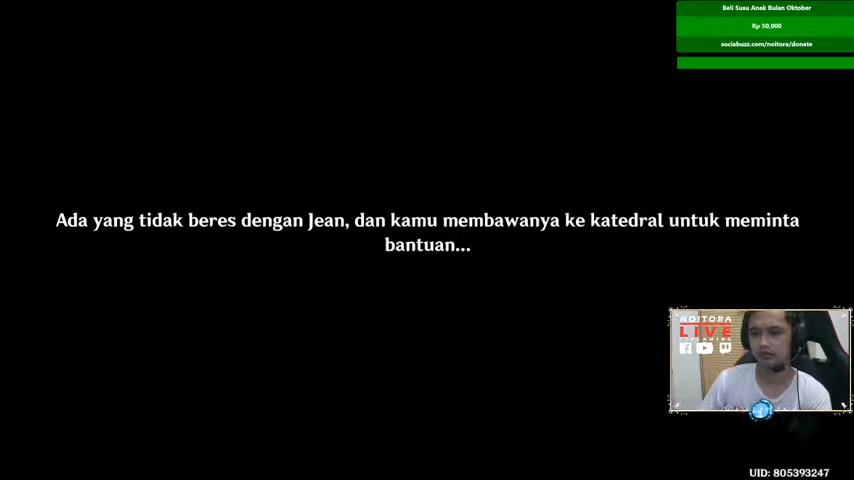 Beli Susu Anak Bulan Oktober
Rp 50,000
sociabuzz.com/noitora/donate
Ada yang tidak beres dengan Jean, dan kamu membawanya ke katedral untuk meminta
bantuan...
NOITORA
LIVE
STREAMING
UID: 805393247